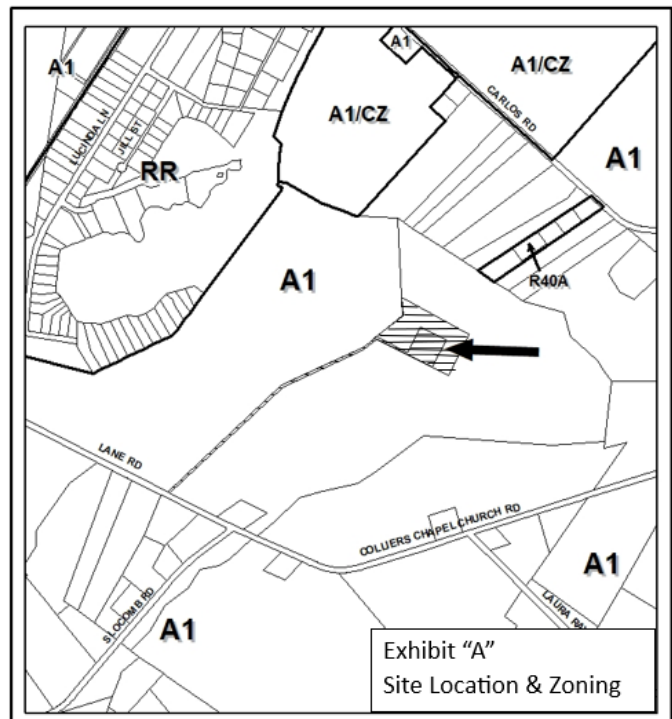 A1
A1
A1/CZ
A1/CZ
CARLOS RD
A1
LUCINDA LN
JILL ST
RR
A1
R40A
LANE RD
COLLIERS CHAPEL CHURCH RD
SLOCOMB RD
A1
A1
Exhibit “A”
Site Location & Zoning